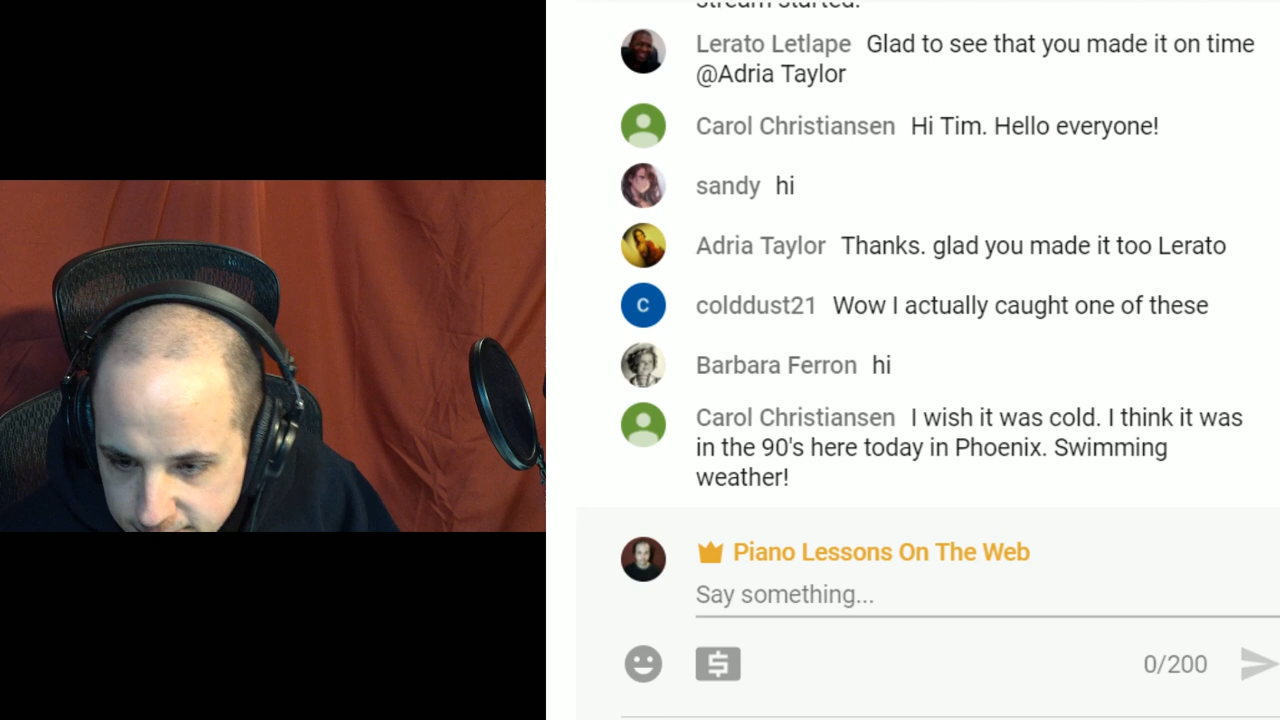 stream started.
Lerato Letlape Glad to see that you made it on time
@Adria Taylor
Carol Christiansen Hi Tim. Hello everyone!
sandy hi
Adria Taylor Thanks. glad you made it too Lerato
C colddust21 Wow I actually caught one of these
Barbara Ferron hi
Carol Christiansen I wish it was cold. I think it was
in the 90's here today in Phoenix. Swimming
weather!
Piano Lessons On The Web
Say something...
0/200